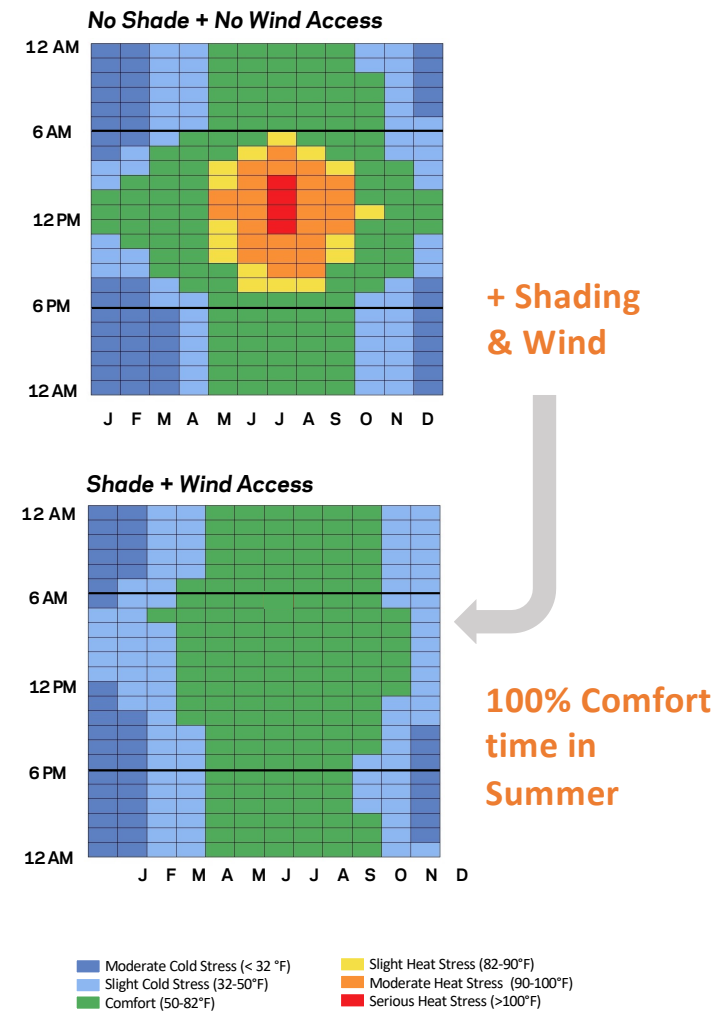 No Shade + No Wind Access
12 AM
6 AM
12 PM
6 PM
12 AM
J F M A M J J A S O N D
+ Shading
& Wind
Shade + Wind Access
12 AM
6 AM
12 PM
6 PM
12 AM
J F M A M J J A S O N D
100% Comfort
time in
Summer
Moderate Cold Stress (< 32 °F)
Slight Cold Stress (32-50°F)
Comfort (50-82°F)
Slight Heat Stress (82-90°F)
Moderate Heat Stress (90-100°F)
Serious Heat Stress (>100°F)